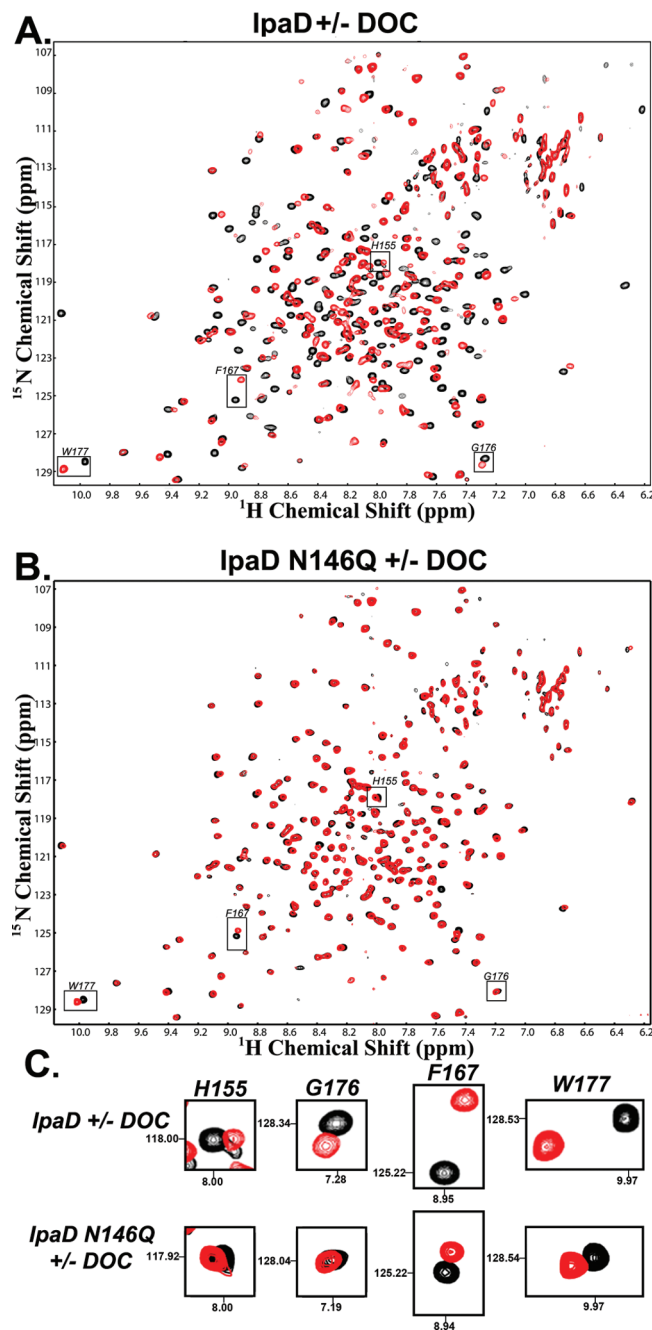 A.
IpaD +/- DOC
107
109
111
113
115
117
119
121
123
125
127
129
15N Chemical Shift (ppm)
H155
F167
W177
G176
10.0 9.8 9.6 9.4 9.2 9.0 8.8 8.6 8.4 8.2 8.0 7.8 7.6 7.4 7.2 7.0 6.8 6.6 6.4 6.2
1H Chemical Shift (ppm)
B.
IpaD N146Q +/- DOC
107
109
111
113
115
117
119
121
123
125
127
129
15N Chemical Shift (ppm)
H155
F167
W177
G176
10.0 9.8 9.6 9.4 9.2 9.0 8.8 8.6 8.4 8.2 8.0 7.8 7.6 7.4 7.2 7.0 6.8 6.6 6.4 6.2
1H Chemical Shift (ppm)
C.
H155 G176 F167 W177
IpaD +/- DOC
118.00 128.34 125.22 128.53
8.00 7.28 8.95 9.97
IpaD N146Q
+/- DOC
117.92 128.04 125.22 128.54
8.00 7.19 8.94 9.97